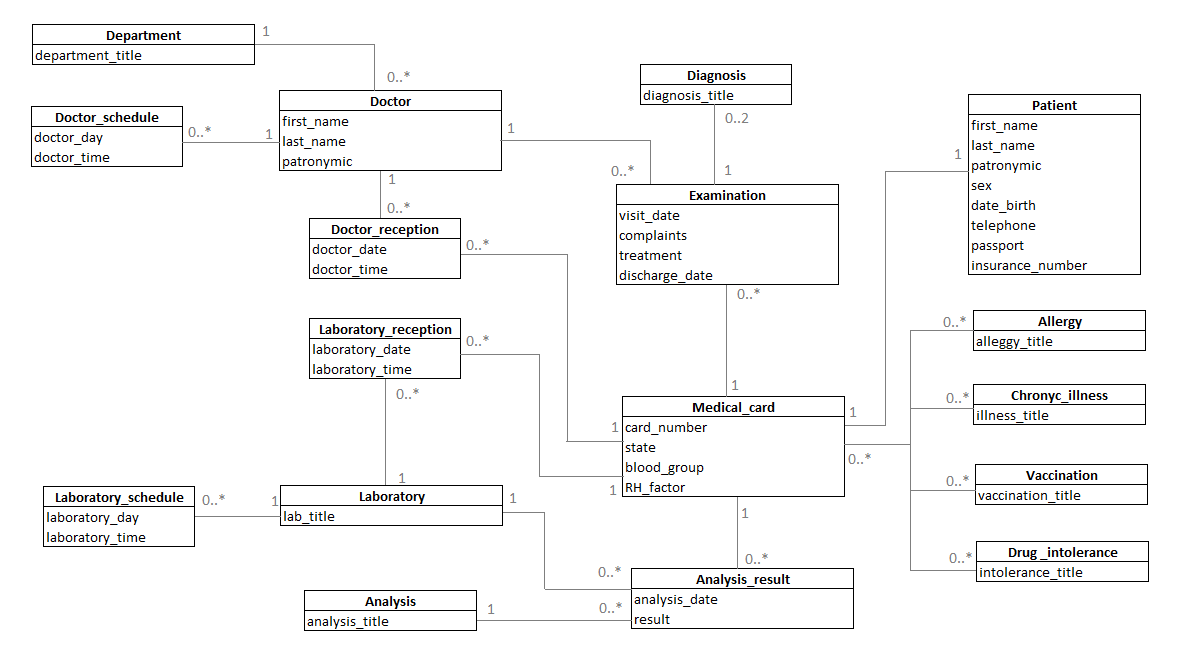 Department
department_title
1
0..*
Doctor_schedule
doctor_day
doctor_time
0..*
1
Doctor
first_name
last_name
patronymic
1
0..*
1
0..*
Diagnosis
diagnosis_title
0..2
1
Examination
visit_date
complaints
treatment
discharge_date
0..*
1
Patient
first_name
last_name
patronymic
sex
date_birth
telephone
passport
insurance_number
1
Doctor_reception
doctor_date
doctor_time
0..*
Laboratory_reception
laboratory_date
laboratory_time
0..*
0..*
1
Medical_card
card_number
state
blood_group
RH_factor
1
1
1
0..*
1
0..*
Allergy
alleggy_title
0..*
Chronyc_illness
illness_title
0..*
Vaccination
vaccination_title
0..*
Drug _intolerance
intolerance_title
0..*
Laboratory_schedule
laboratory_day
laboratory_time
0..*
1
Laboratory
lab_title
1
0..*
Analysis
analysis_title
1
0..*
Analysis_result
analysis_date
result